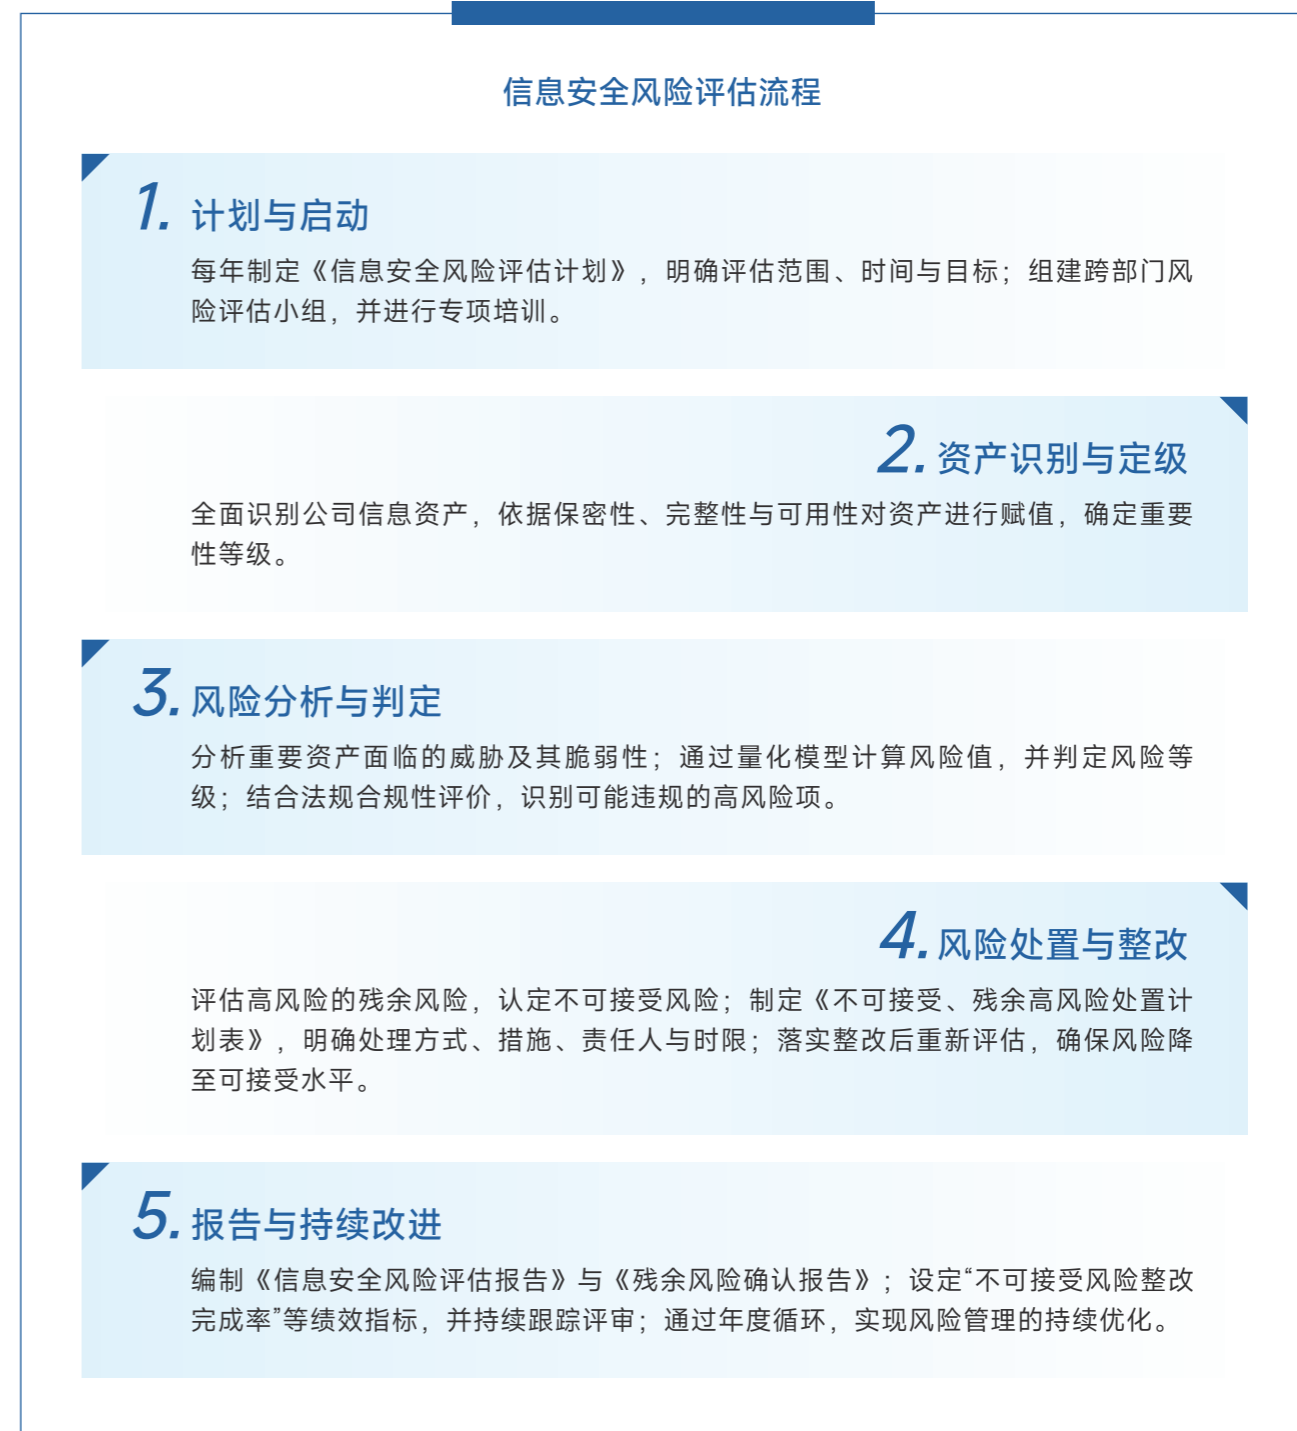 信息安全风险评估流程
1. 计划与启动
每年制定《信息安全风险评估计划》，明确评估范围、时间与目标；组建跨部门风
险评估小组，并进行专项培训。
2. 资产识别与定级
全面识别公司信息资产，依据保密性、完整性与可用性对资产进行赋值，确定重要
性等级。
3. 风险分析与判定
分析重要资产面临的威胁及其脆弱性；通过量化模型计算风险值，并判定风险等
级；结合法规合规性评价，识别可能违规的高风险项。
4. 风险处置与整改
评估高风险的残余风险，认定不可接受风险；制定《不可接受、残余高风险处置计
划表》，明确处理方式、措施、责任人与时限；落实整改后重新评估，确保风险降
至可接受水平。
5. 报告与持续改进
编制《信息安全风险评估报告》与《残余风险确认报告》；设定“不可接受风险整改
完成率”等绩效指标，并持续跟踪评审；通过年度循环，实现风险管理的持续优化。